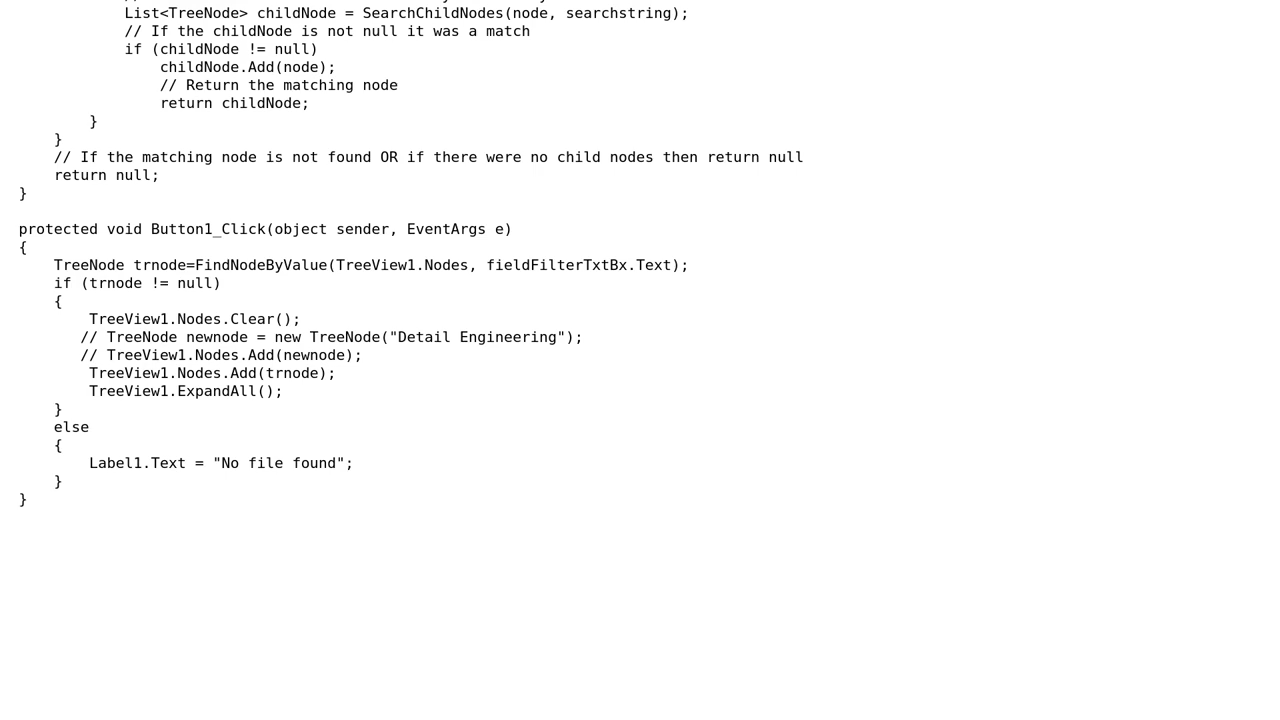 List<TreeNode> childNode = SearchChildNodes(node, searchstring);
// If the childNode is not null it was a match
if (childNode != null)
childNode.Add(node);
// Return the matching node
return childNode;
}
}
// If the matching node is not found OR if there were no child nodes then return null
return null;
}
protected void Button1_Click(object sender, EventArgs e)
{
TreeNode trnode=FindNodeByValue(TreeView1.Nodes, fieldFilterTxtBx.Text);
if (trnode != null)
{
TreeView1.Nodes.Clear();
// TreeNode newnode = new TreeNode("Detail Engineering");
// TreeView1.Nodes.Add(newnode);
TreeView1.Nodes.Add(trnode);
TreeView1.ExpandAll();
}
else
{
Label1.Text = "No file found";
}
}